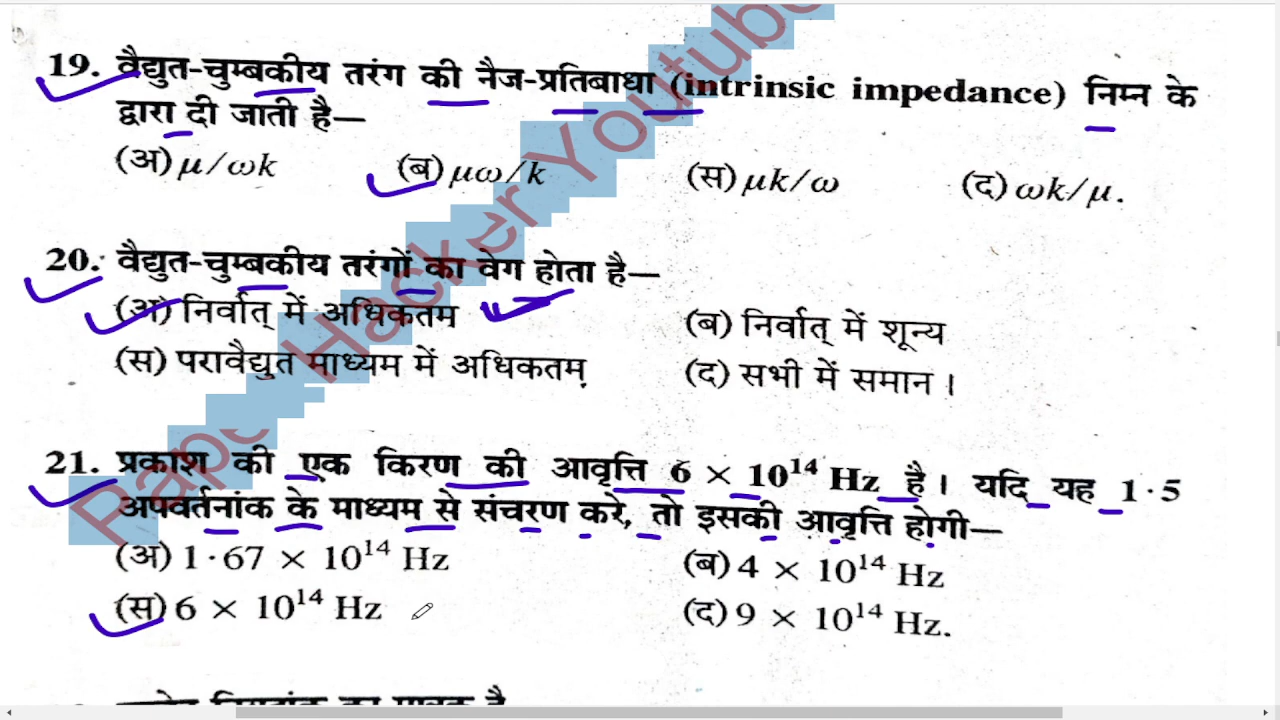 19. वैद्युत-चुम्बकीय तरंग की नैज-प्रतिबाधा (intrinsic impedance) निम्न के
द्वारा दी जाती है—
(अ) μ/ωk (ब) μω/k (स) μk/ω (द) ωk/μ.
20. वैद्युत-चुम्बकीय तरंगों का वेग होता है—
(अ) निर्वात् में अधिकतम (ब) निर्वात् में शून्य
(स) परावैद्युत माध्यम में अधिकतम् (द) सभी में समान।
21. प्रकाश की एक किरण की आवृत्ति 6 × 10¹⁴ Hz है। यदि यह 1·5
अपवर्तनांक के माध्यम से संचरण करे, तो इसकी आवृत्ति होगी—
(अ) 1·67 × 10¹⁴ Hz (ब) 4 × 10¹⁴ Hz
(स) 6 × 10¹⁴ Hz (द) 9 × 10¹⁴ Hz.
Hacker Youtube